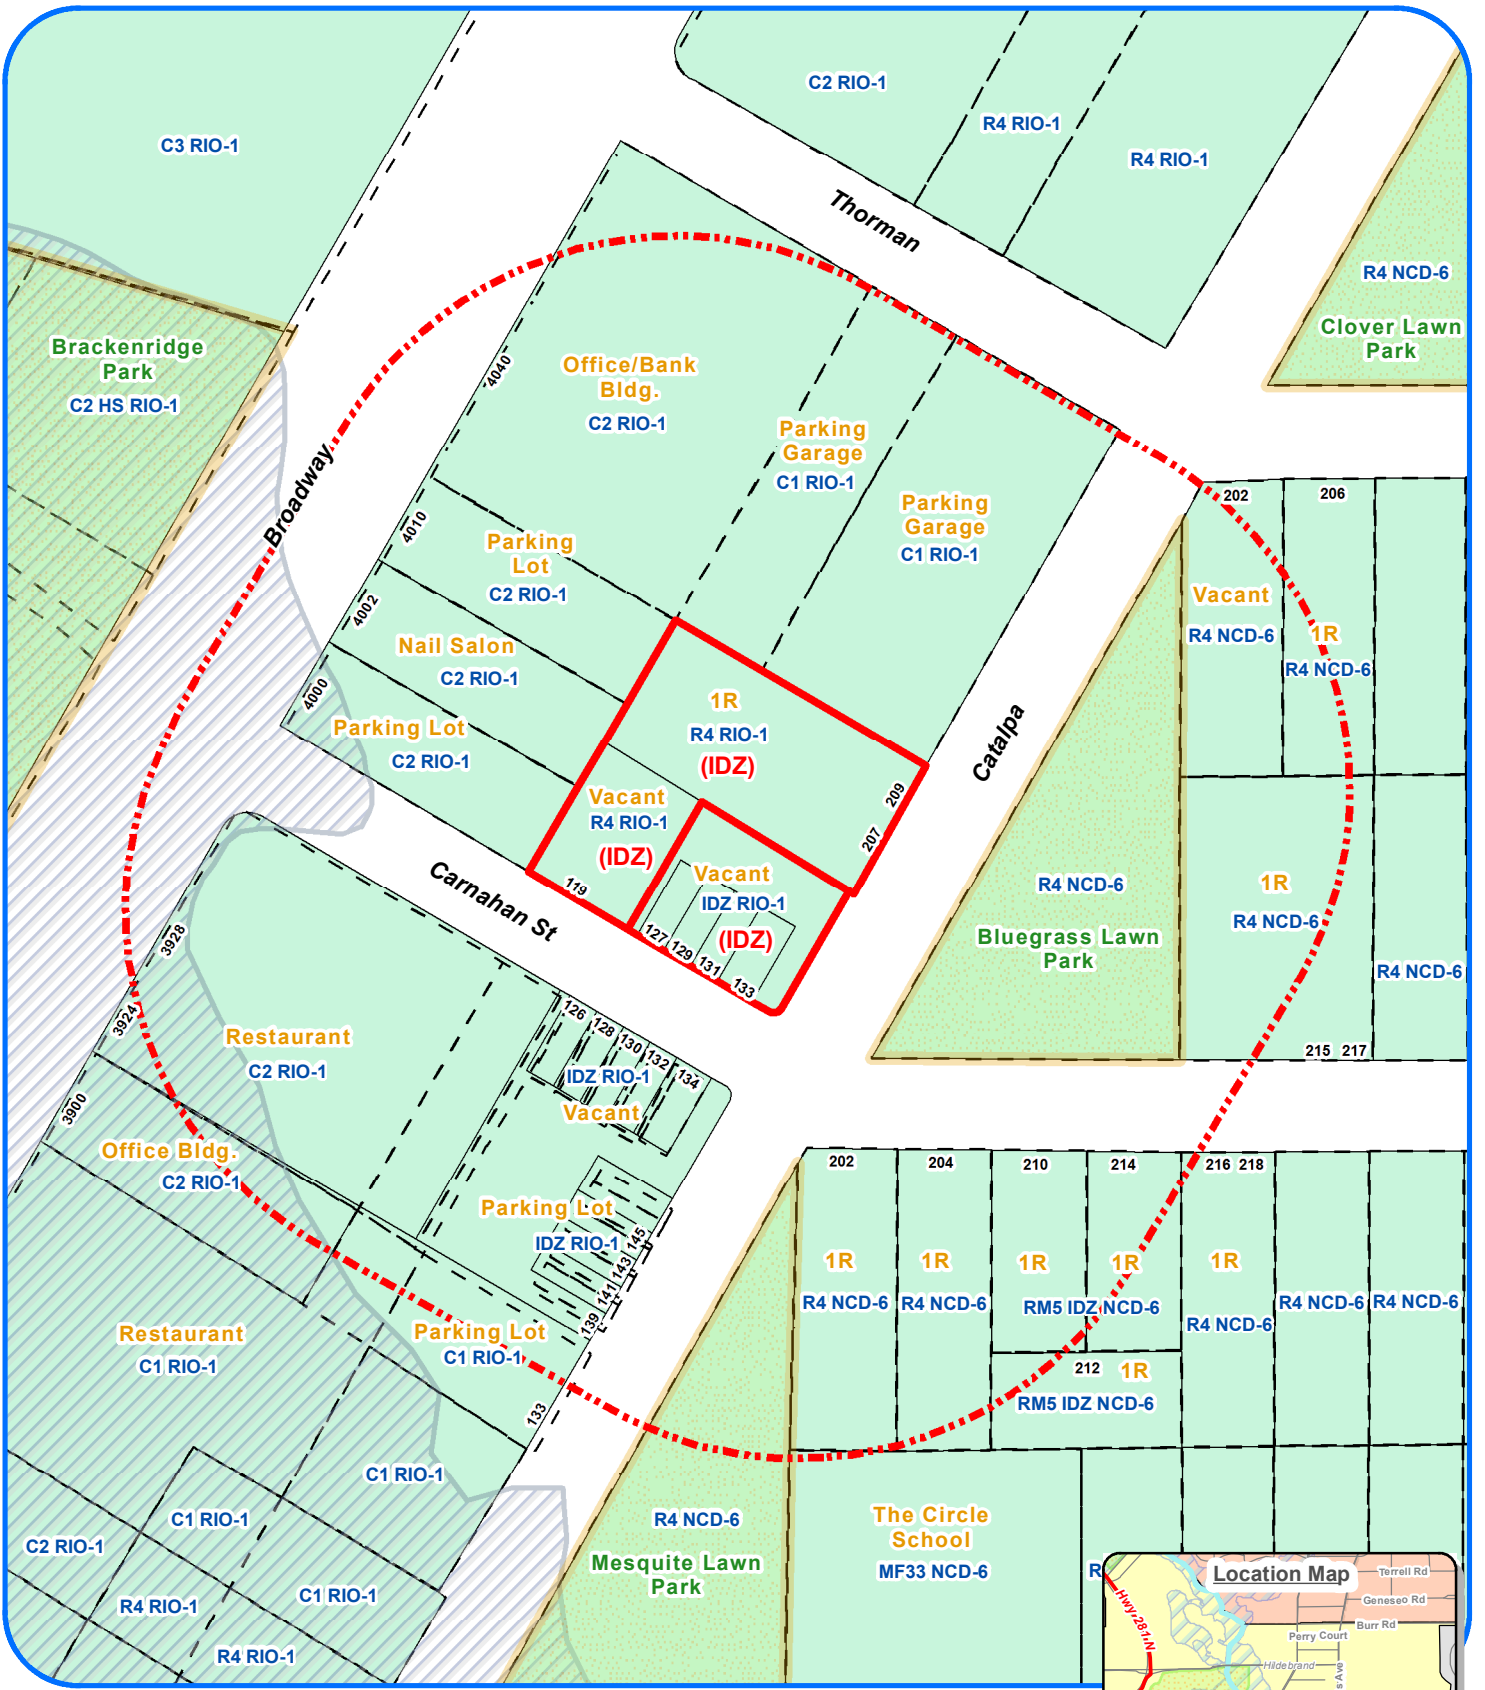 C2 RIO-1
R4 RIO-1
R4 RIO-1
C3 RIO-1
Thorman
R4 NCD-6
Clover Lawn
Park
Brackenridge
Park
C2 HS RIO-1
4040
Office/Bank
Bldg.
C2 RIO-1
Parking
Garage
C1 RIO-1
Parking
Garage
C1 RIO-1
Broadway
202
206
4010
Parking
Lot
C2 RIO-1
4002
Nail Salon
C2 RIO-1
4000
Parking Lot
C2 RIO-1
Vacant
R4 NCD-6
1R
R4 NCD-6
1R
R4 RIO-1
(IDZ)
Catalpa
209
207
Vacant
R4 RIO-1
(IDZ)
119
Vacant
IDZ RIO-1
(IDZ)
127
129
131
133
Carnahan St
R4 NCD-6
Bluegrass Lawn
Park
1R
R4 NCD-6
R4 NCD-6
215 217
3928
3924
3900
Restaurant
C2 RIO-1
126
128
130
132
134
IDZ RIO-1
Vacant
Office Bldg.
C2 RIO-1
Parking Lot
IDZ RIO-1
145
143
141
139
202
204
210
214
216 218
1R
R4 NCD-6
1R
R4 NCD-6
1R
1R
RM5 IDZ NCD-6
1R
R4 NCD-6
R4 NCD-6
R4 NCD-6
Restaurant
C1 RIO-1
Parking Lot
C1 RIO-1
133
212
1R
RM5 IDZ NCD-6
C1 RIO-1
C1 RIO-1
C2 RIO-1
C1 RIO-1
R4 RIO-1
R4 RIO-1
R4 NCD-6
Mesquite Lawn
Park
The Circle
School
MF33 NCD-6
R
Location Map
Terrell Rd
Geneseo Rd
Burr Rd
Perry Court
Hildebrand
Hwy 281 N
s Ave